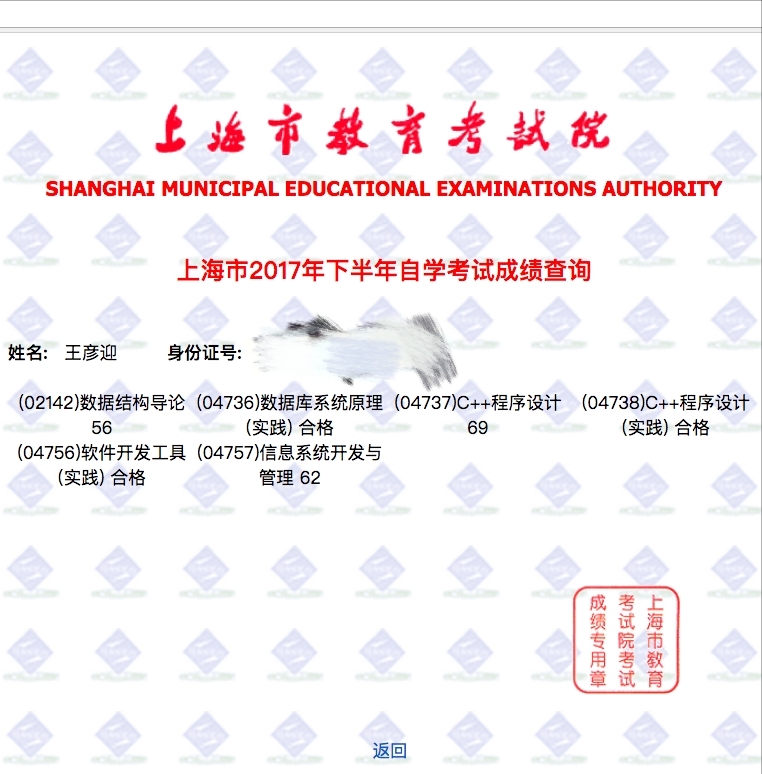 上海市教育考試院
SHANGHAI MUNICIPAL EDUCATIONAL EXAMINATIONS AUTHORITY
上海市2017年下半年自学考试成绩查询
姓名: 王彦迎 身份证号:
(02142)数据结构导论 (04736)数据库系统原理 (04737)C++程序设计 (04738)C++程序设计
56 (实践) 合格 69 (实践) 合格
(04756)软件开发工具 (04757)信息系统开发与
(实践) 合格 管理 62
上海市教育
考试院考试
成绩专用章
返回